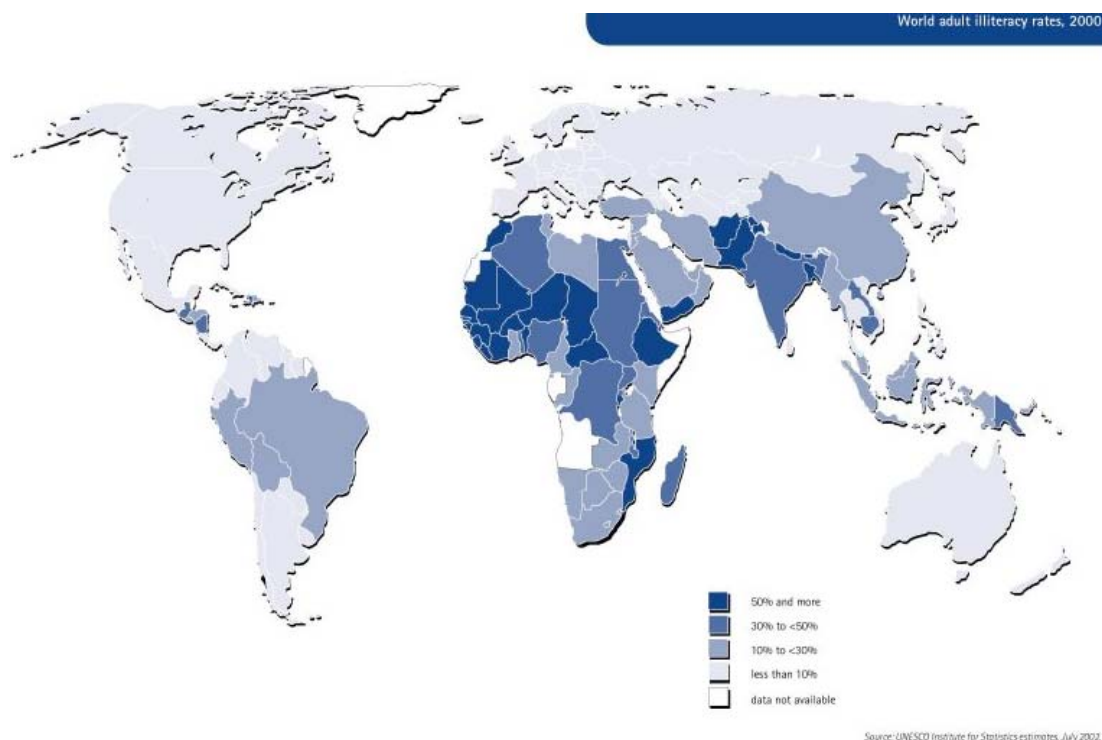 World adult illiteracy rates, 2000
50% and more
30% to <50%
10% to <30%
less than 10%
data not available
Source: UNESCO Institute for Statistics estimates, July 2002.